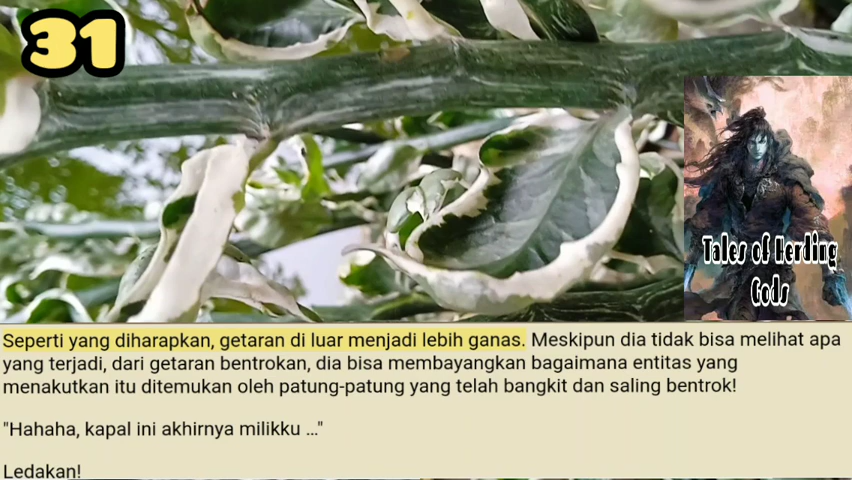 31
Tales of Herding
Gods
Seperti yang diharapkan, getaran di luar menjadi lebih ganas. Meskipun dia tidak bisa melihat apa
yang terjadi, dari getaran bentrokan, dia bisa membayangkan bagaimana entitas yang
menakutkan itu ditemukan oleh patung-patung yang telah bangkit dan saling bentrok!
"Hahaha, kapal ini akhirnya milikku ..."
Ledakan!